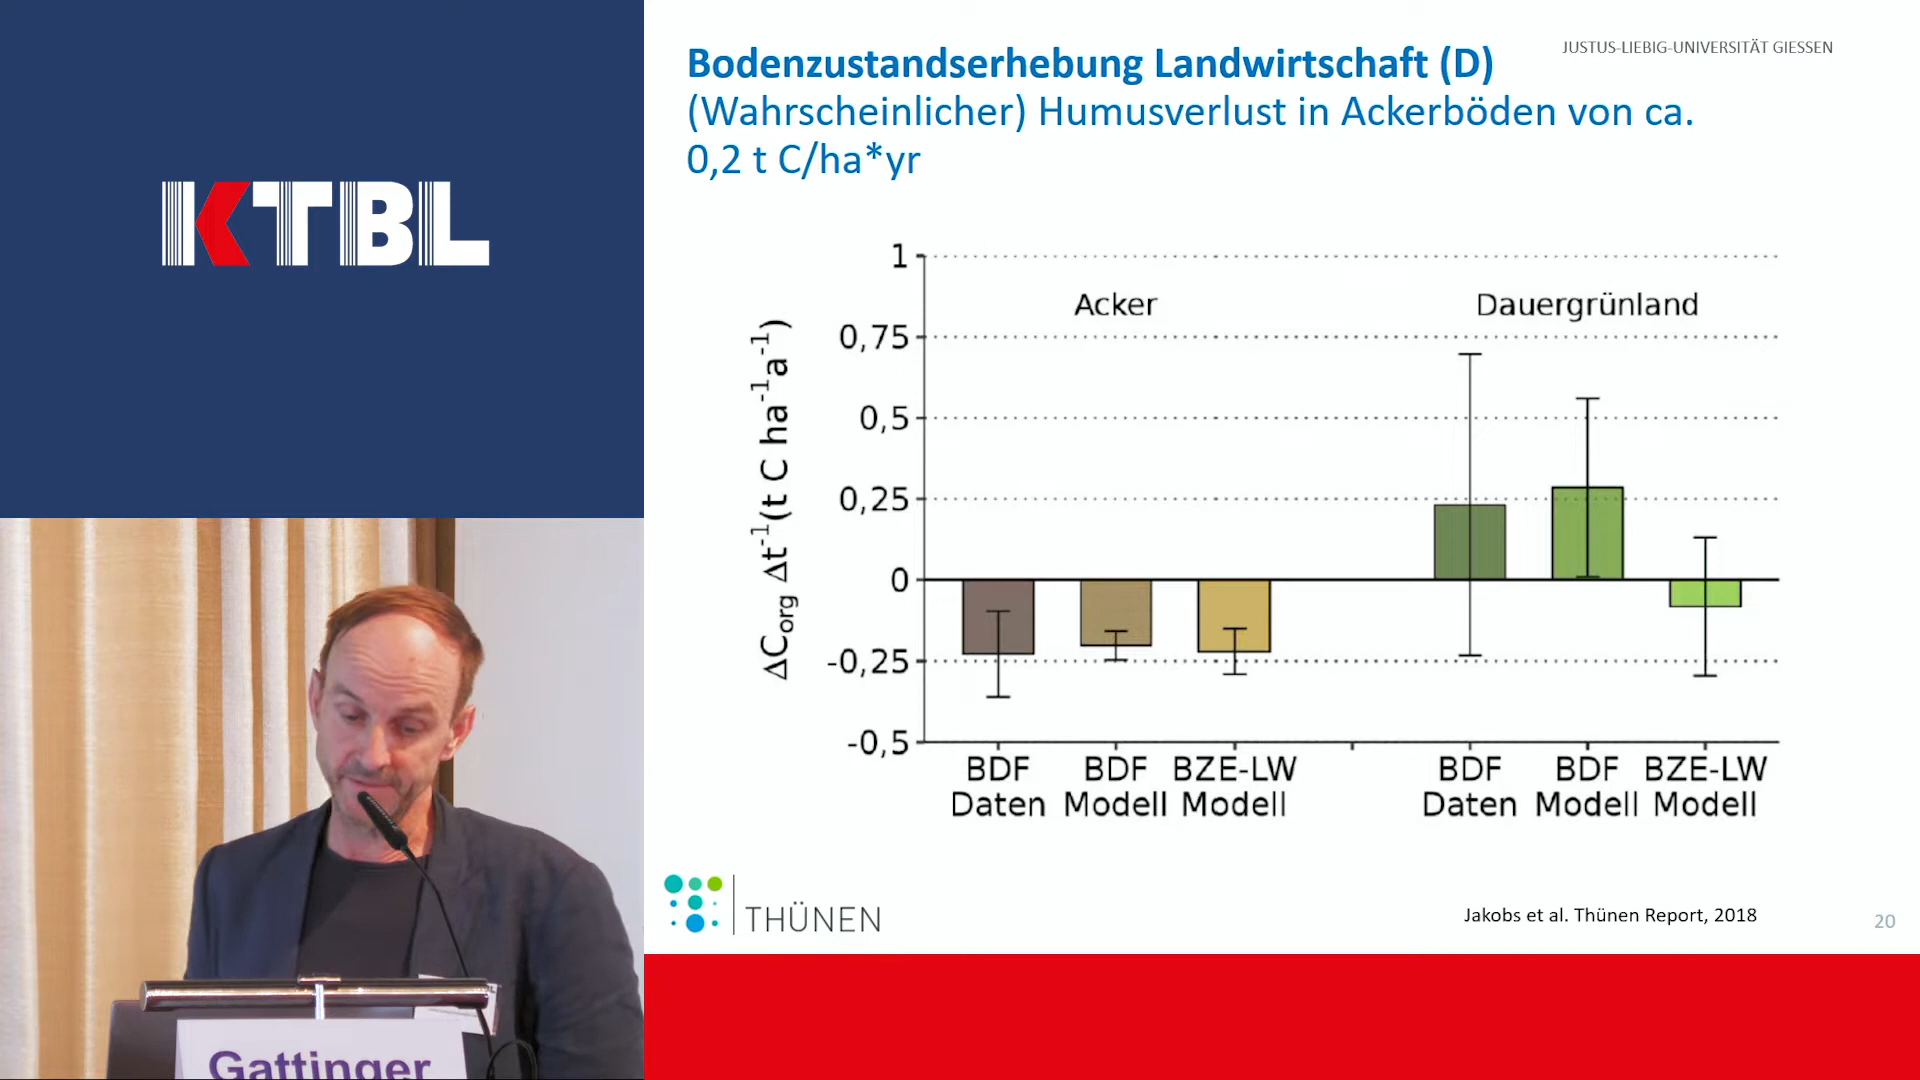 KTBL
JUSTUS-LIEBIG-UNIVERSITÄT GIESSEN
Bodenzustandserhebung Landwirtschaft (D)
(Wahrscheinlicher) Humusverlust in Ackerböden von ca.
0,2 t C/ha*yr
ΔCorg Δt⁻¹(t C ha⁻¹a⁻¹)
1
0,75
0,5
0,25
0
-0,25
-0,5
Acker
Dauergrünland
BDF Daten
BDF Modell
BZE-LW Modell
BDF Daten
BDF Modell
BZE-LW Modell
THÜNEN
Jakobs et al. Thünen Report, 2018
20
Gattinger